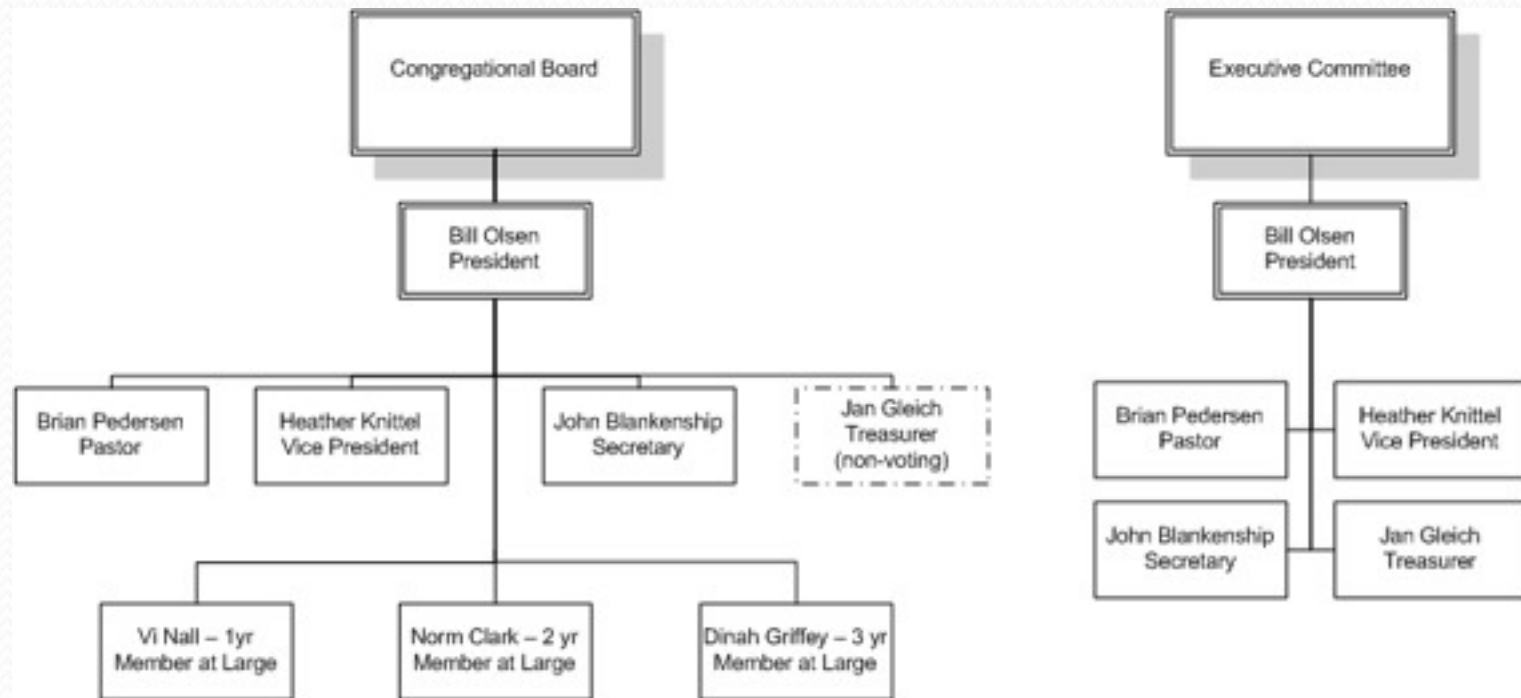 Congregational Board
Bill Olsen
President
Brian Pedersen
Pastor
Heather Knittel
Vice President
John Blankenship
Secretary
Jan Gleich
Treasurer
(non-voting)
Vi Nall – 1yr
Member at Large
Norm Clark – 2 yr
Member at Large
Dinah Griffey – 3 yr
Member at Large
Executive Committee
Bill Olsen
President
Brian Pedersen
Pastor
Heather Knittel
Vice President
John Blankenship
Secretary
Jan Gleich
Treasurer